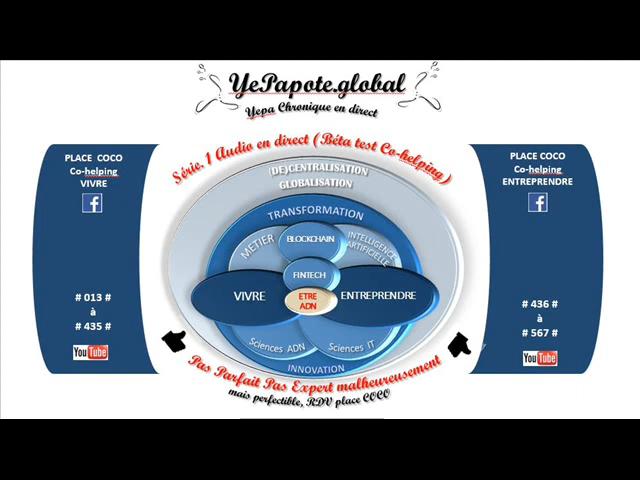 YePapote.global
Yepa Chronique en direct
Série, 1 Audio en direct (Béta test Co-helping)
PLACE COCO
Co-helping
VIVRE
f
# 013 #
à
# 435 #
YouTube
(DE)CENTRALISATION
GLOBALISATION
TRANSFORMATION
METIER
BLOCKCHAIN
INTELLIGENCE
ARTIFICIELLE
FINTECH
VIVRE
ETRE
ADN
ENTREPRENDRE
Sciences ADN
Sciences IT
INNOVATION
PLACE COCO
Co-helping
ENTREPRENDRE
f
# 436 #
à
# 567 #
YouTube
Pas Parfait Pas Expert malheureusement
mais perfectible, RDV place COCO